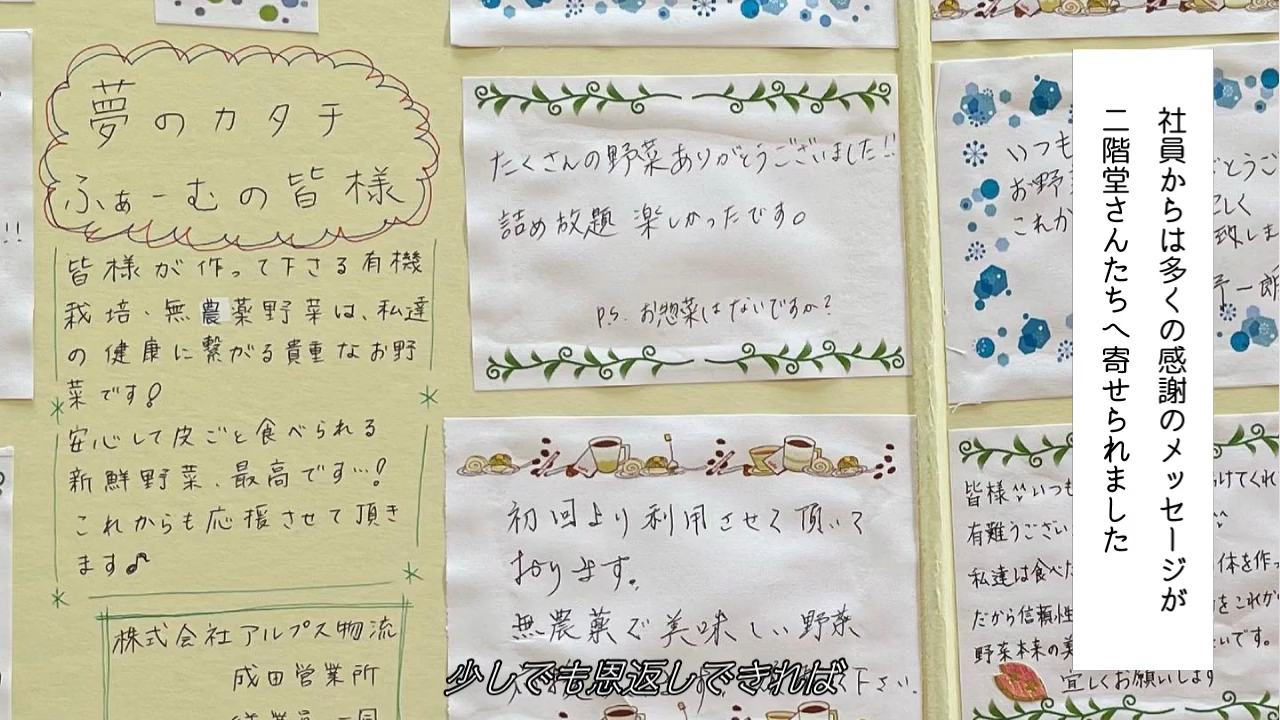 夢のカタチ
ふぁーむの皆様
皆様が作って下さる有機
栽培、無農薬野菜は、私達
の健康に繋がる貴重なお野
菜です!
安心して皮ごと食べられる
新鮮野菜、最高です…!
これからも応援させて頂き
ます♪
株式会社アルプス物流
成田営業所
たくさんの野菜ありがとうございました!!
詰め放題 楽しかったです。
P.S. お惣菜はないですか?
初回より利用させて頂いて
おります。
無農薬で美味しい野菜
下さい。
いつも
お野
これか
皆様^^いつも
有難うござい
私達は食べた
だから信頼性
野菜本来の美
宜しくお願いします
社員からは多くの感謝のメッセージが
二階堂さんたちへ寄せられました
少しでも恩返しできれば